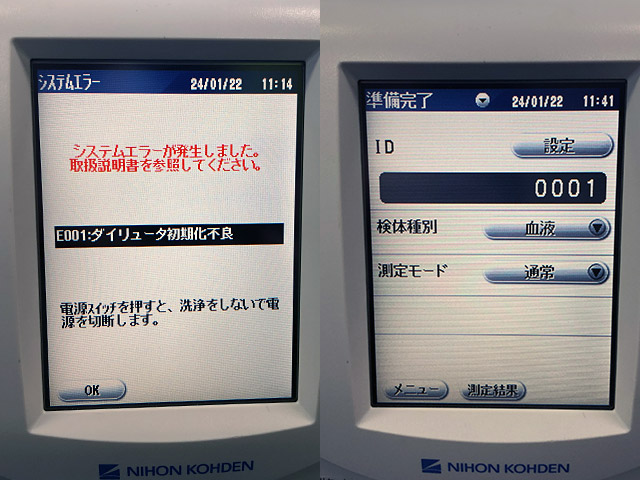 システムエラー 24/01/22 11:14
システムエラーが発生しました。
取扱説明書を参照してください。
E001:ダイリュータ初期化不良
電源スイッチを押すと、洗浄をしないで電
源を切断します。
OK
NIHON KOHDEN
準備完了 24/01/22 11:41
ID 設定
0001
検体種別 血液
測定モード 通常
メニュー 測定結果
NIHON KOHDEN